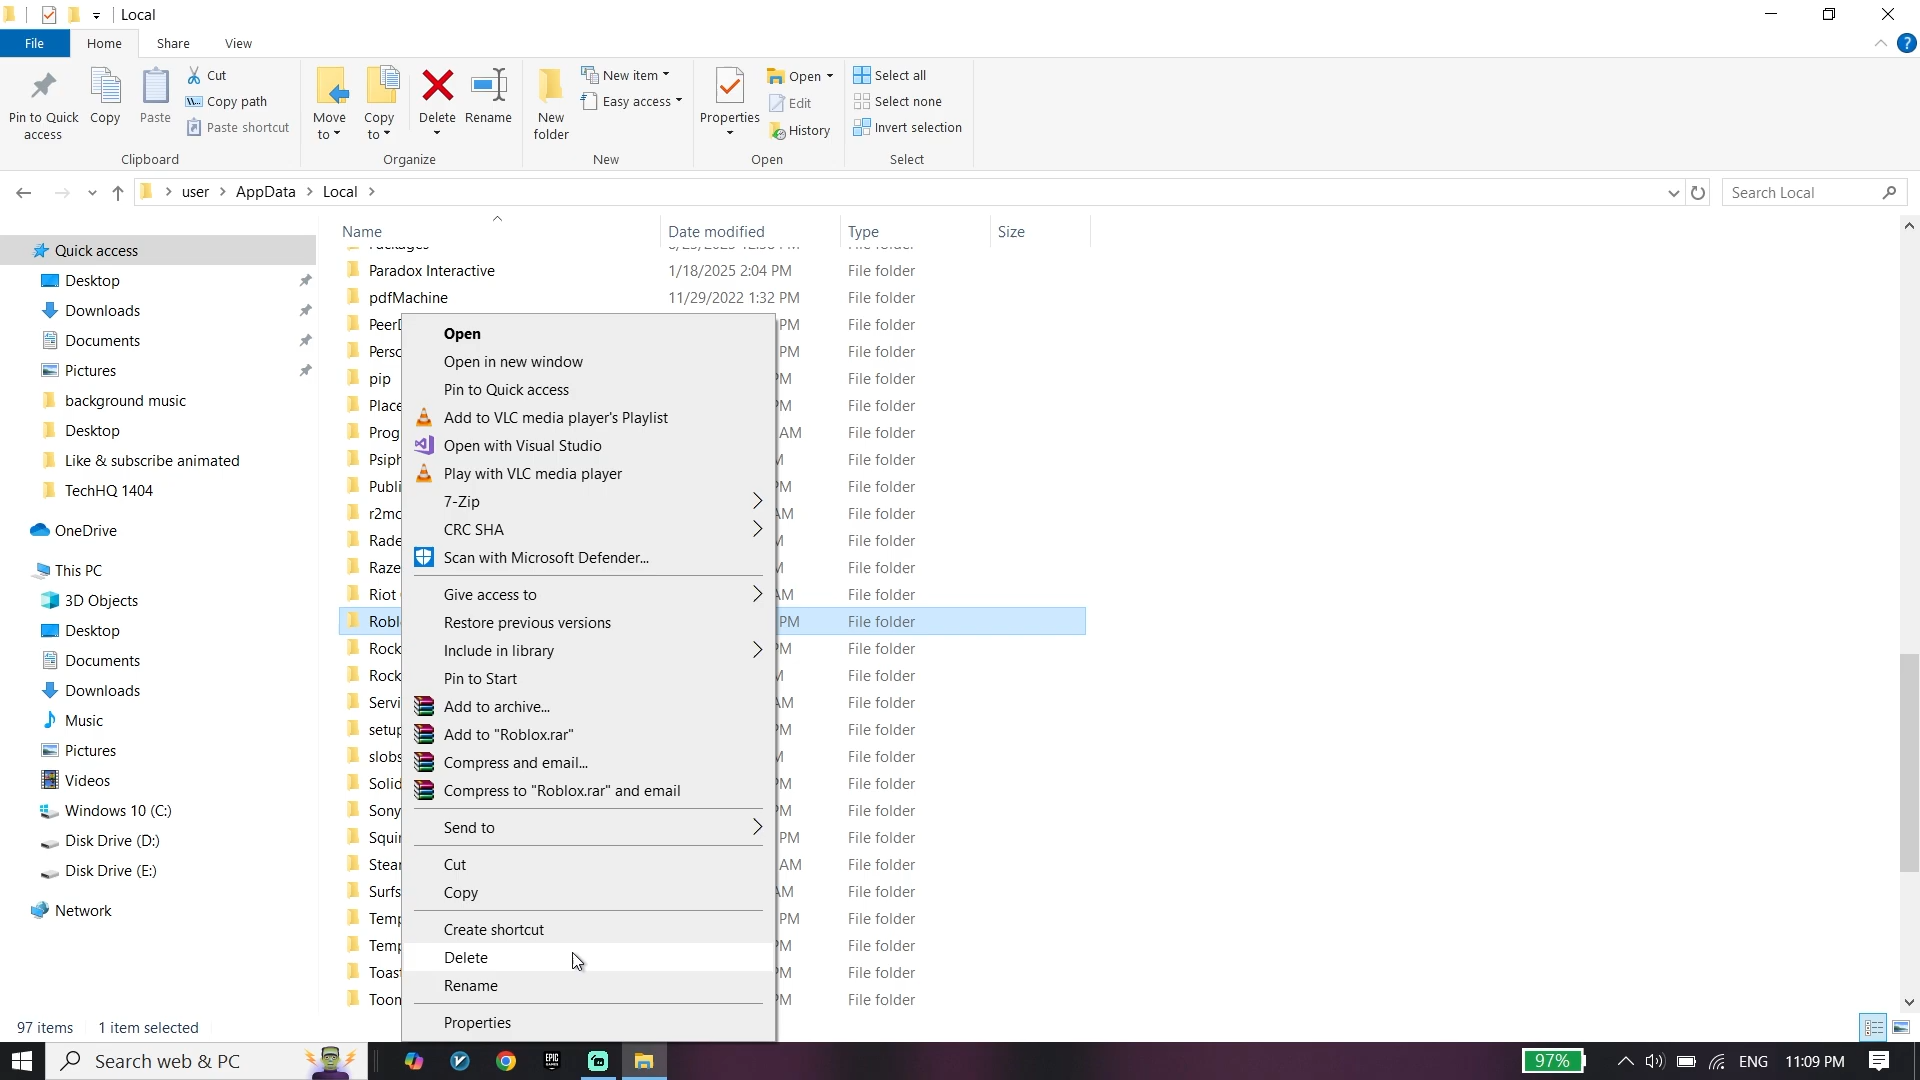 Local
File
Home
Share
View
Pin to Quick access
Copy
Paste
Cut
Copy path
Paste shortcut
Clipboard
Move to
Copy to
Delete
Rename
Organize
New folder
New item
Easy access
New
Properties
Open
Edit
History
Open
Select all
Select none
Invert selection
Select
user > AppData > Local >
Search Local
Name
Date modified
Type
Size
Quick access
Desktop
Downloads
Documents
Pictures
background music
Desktop
Like & subscribe animated
TechHQ 1404
OneDrive
This PC
3D Objects
Desktop
Documents
Downloads
Music
Pictures
Videos
Windows 10 (C:)
Disk Drive (D:)
Disk Drive (E:)
Network
Paradox Interactive 1/18/2025 2:04 PM File folder
pdfMachine 11/29/2022 1:32 PM File folder
PM File folder
PM File folder
pip PM File folder
Place PM File folder
Prog AM File folder
Psiph File folder
Publi PM File folder
r2mo AM File folder
Rade File folder
Raze File folder
Riot AM File folder
Robl PM File folder
Rock PM File folder
Rock File folder
Servi AM File folder
setup PM File folder
slobs File folder
Solid PM File folder
Sony PM File folder
Squir PM File folder
Stear AM File folder
Surfs AM File folder
Temp PM File folder
Temp PM File folder
Toast PM File folder
Toon PM File folder
Open
Open in new window
Pin to Quick access
Add to VLC media player's Playlist
Open with Visual Studio
Play with VLC media player
7-Zip
CRC SHA
Scan with Microsoft Defender...
Give access to
Restore previous versions
Include in library
Pin to Start
Add to archive...
Add to "Roblox.rar"
Compress and email...
Compress to "Roblox.rar" and email
Send to
Cut
Copy
Create shortcut
Delete
Rename
Properties
97 items
1 item selected
Search web & PC
EPIC GAMES
97%
ENG
11:09 PM